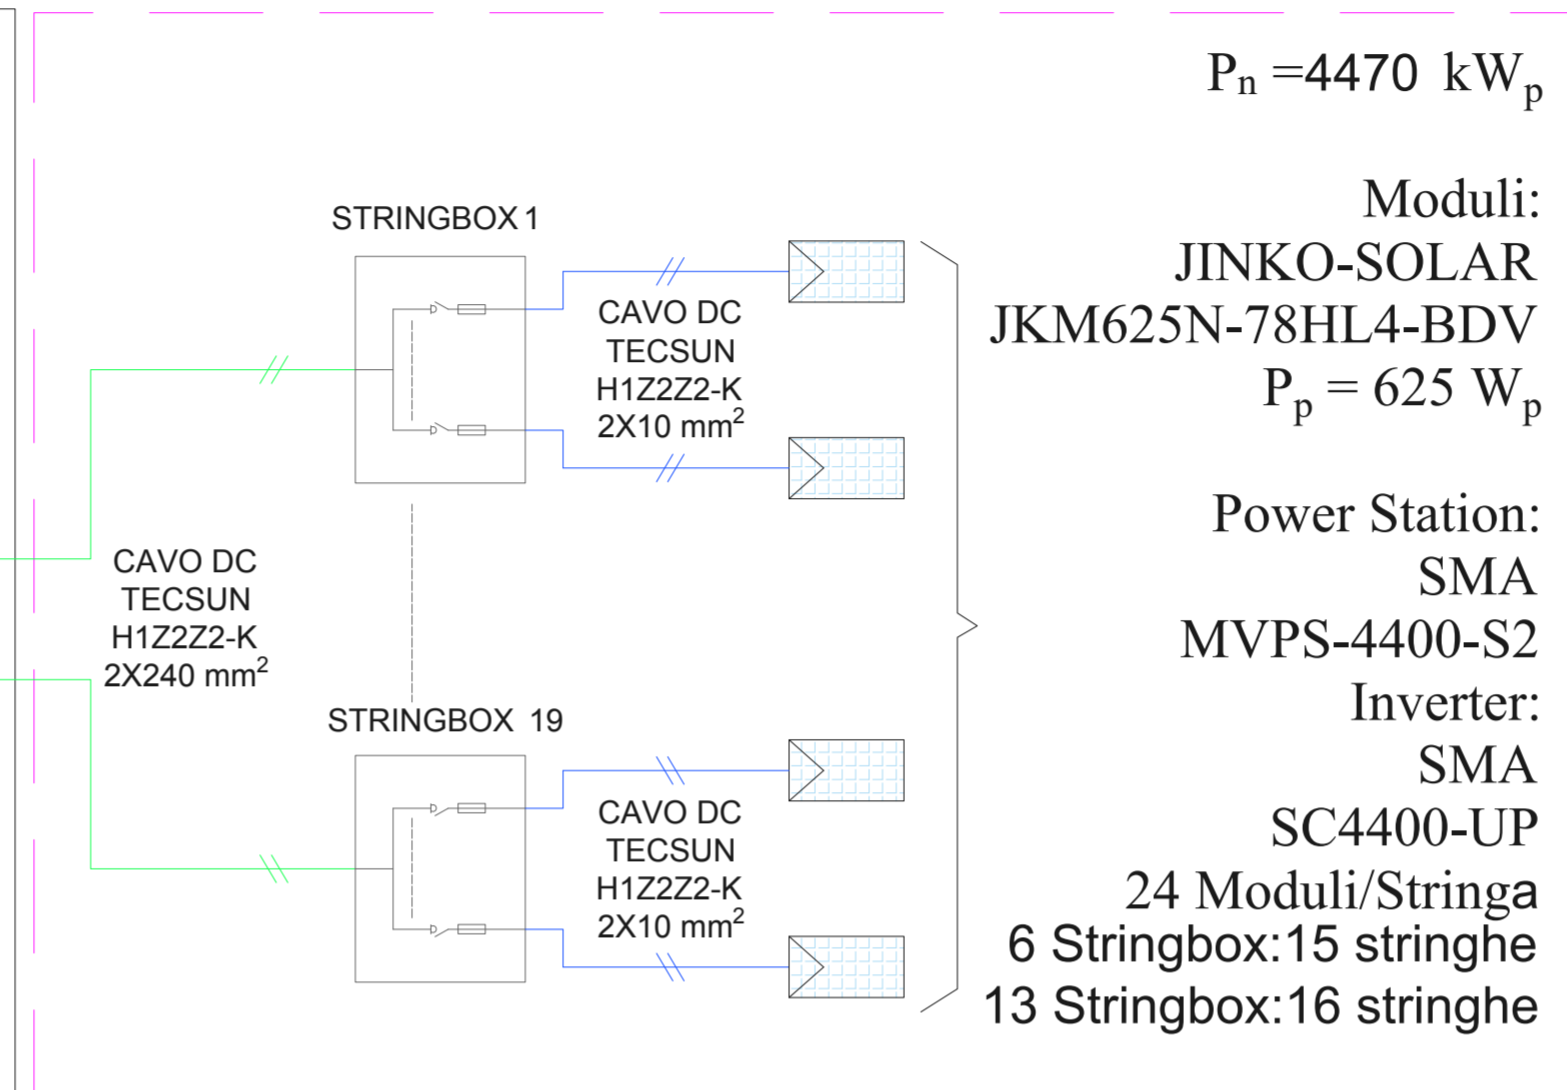 Pn =4470 kWp
STRINGBOX 1
CAVO DC
TECSUN
H1Z2Z2-K
2X10 mm²
Moduli:
JINKO-SOLAR
JKM625N-78HL4-BDV
Pp = 625 Wp
CAVO DC
TECSUN
H1Z2Z2-K
2X240 mm²
Power Station:
SMA
MVPS-4400-S2
Inverter:
SMA
SC4400-UP
STRINGBOX 19
CAVO DC
TECSUN
H1Z2Z2-K
2X10 mm²
24 Moduli/Stringa
6 Stringbox:15 stringhe
13 Stringbox:16 stringhe